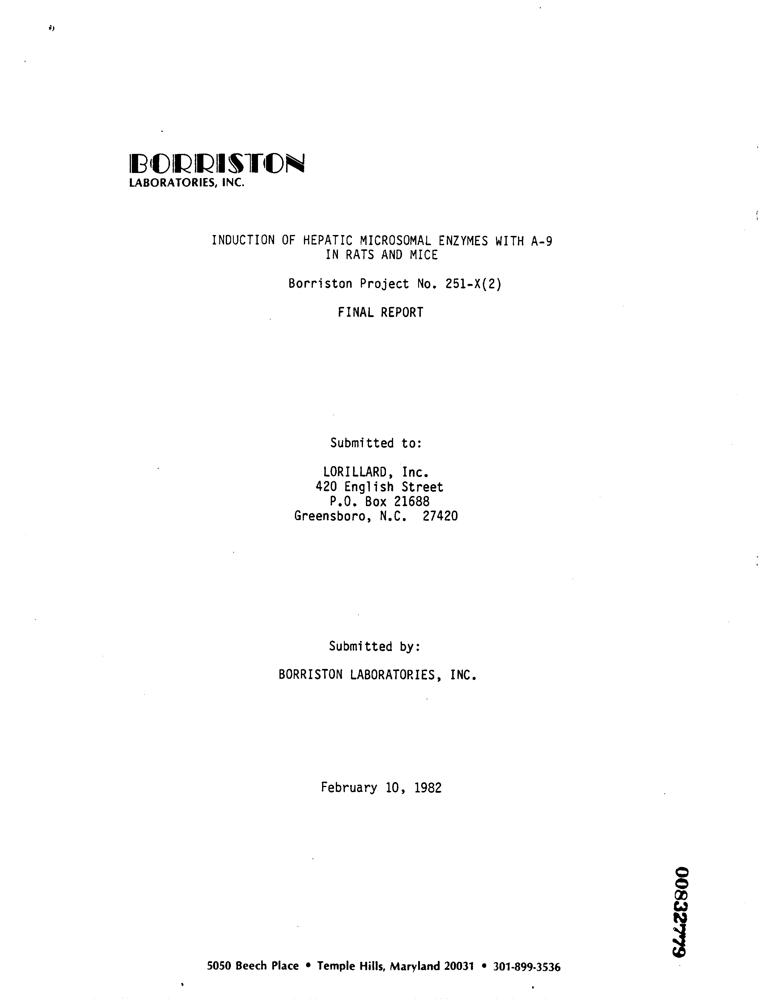 BORRISTON
LABORATORIES, INC.
INDUCTION OF HEPATIC MICROSOMAL ENZYMES WITH A-9
IN RATS AND MICE
Borriston Project No. 251-X(2)
FINAL REPORT
Submitted to:
LORILLARD, Inc.
420 English Street
P.O. Box 21688
Greensboro, N.C. 27420
Submitted by:
BORRISTON LABORATORIES, INC.
February 10, 1982
00832779
5050 Beech Place • Temple Hills, Maryland 20031 • 301-899-3536